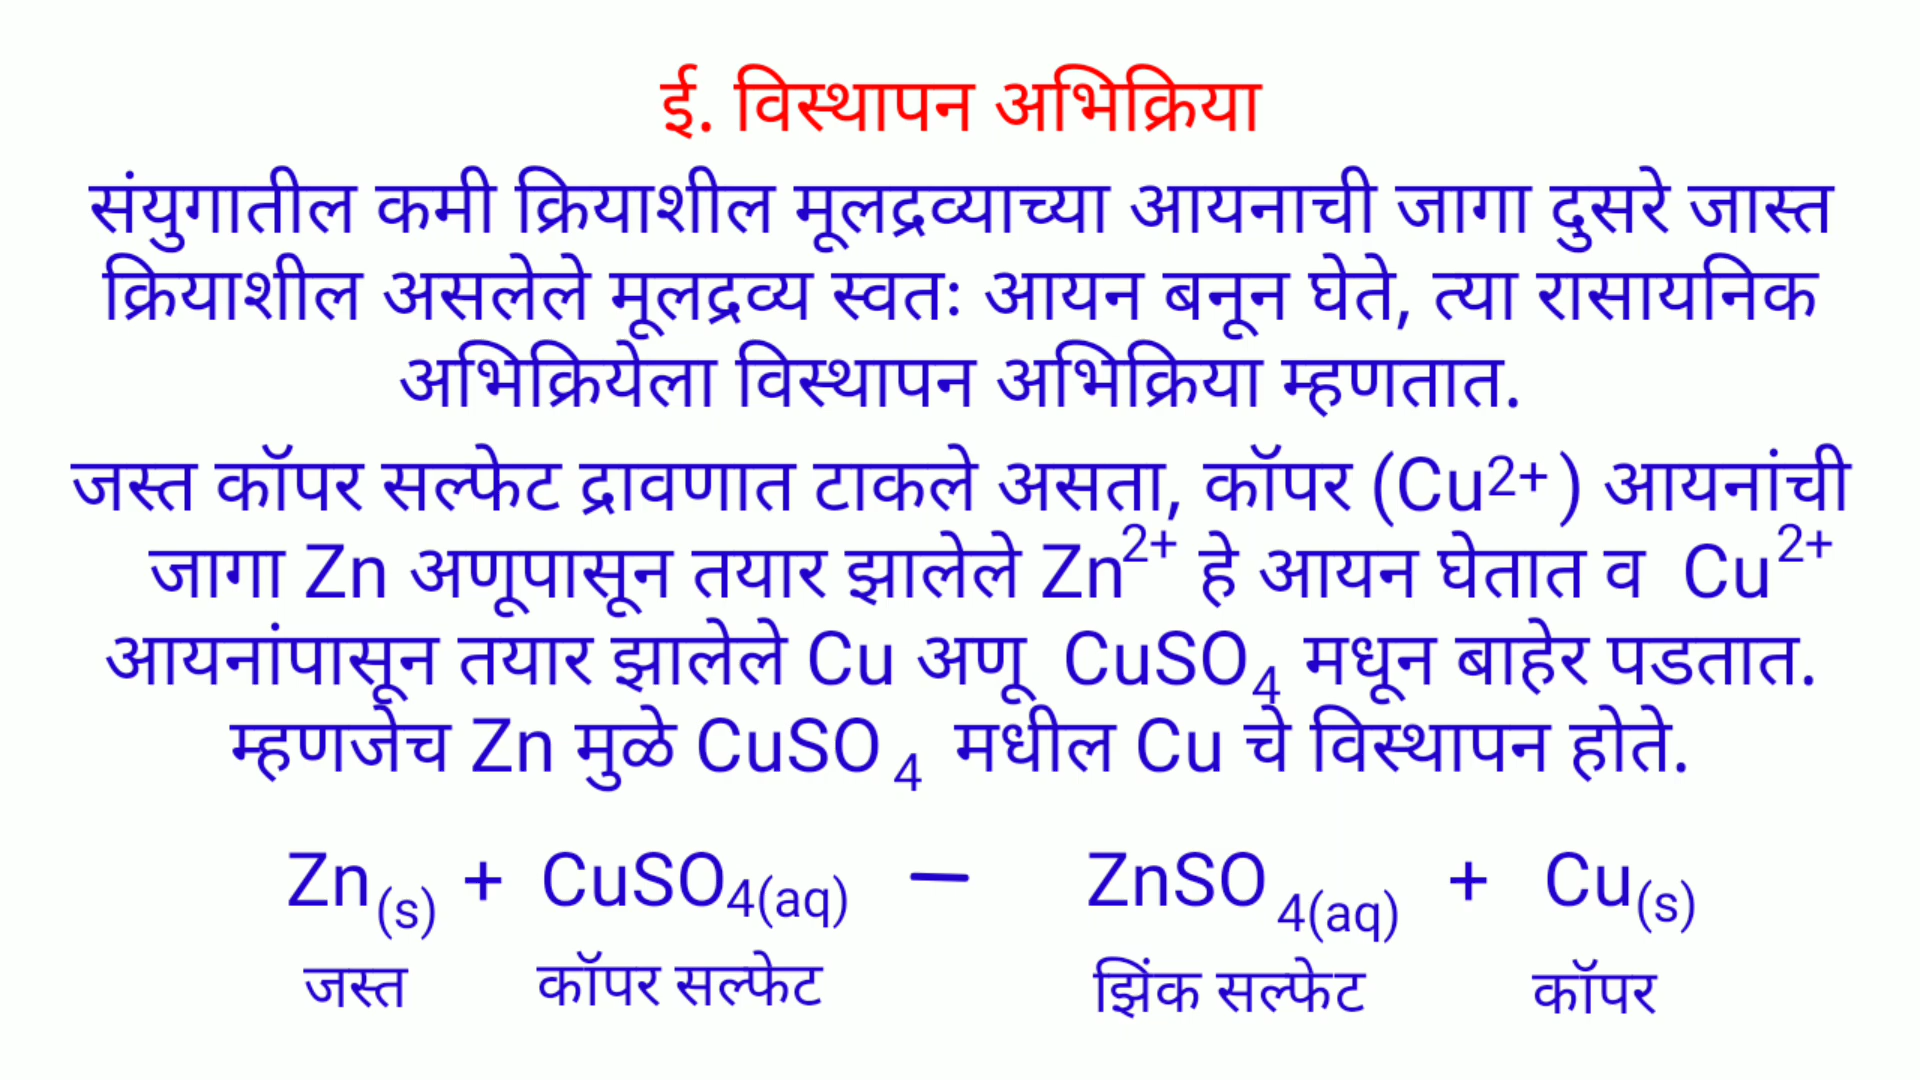 ई. विस्थापन अभिक्रिया
संयुगातील कमी क्रियाशील मूलद्रव्याच्या आयनाची जागा दुसरे जास्त
क्रियाशील असलेले मूलद्रव्य स्वतः आयन बनून घेते, त्या रासायनिक
अभिक्रियेला विस्थापन अभिक्रिया म्हणतात.
जस्त कॉपर सल्फेट द्रावणात टाकले असता, कॉपर (Cu²⁺) आयनांची
जागा Zn अणूपासून तयार झालेले Zn²⁺ हे आयन घेतात व Cu²⁺
आयनांपासून तयार झालेले Cu अणू CuSO₄ मधून बाहेर पडतात.
म्हणजेच Zn मुळे CuSO₄ मधील Cu चे विस्थापन होते.
Zn(s) + CuSO₄(aq) — ZnSO₄(aq) + Cu(s)
जस्त कॉपर सल्फेट झिंक सल्फेट कॉपर